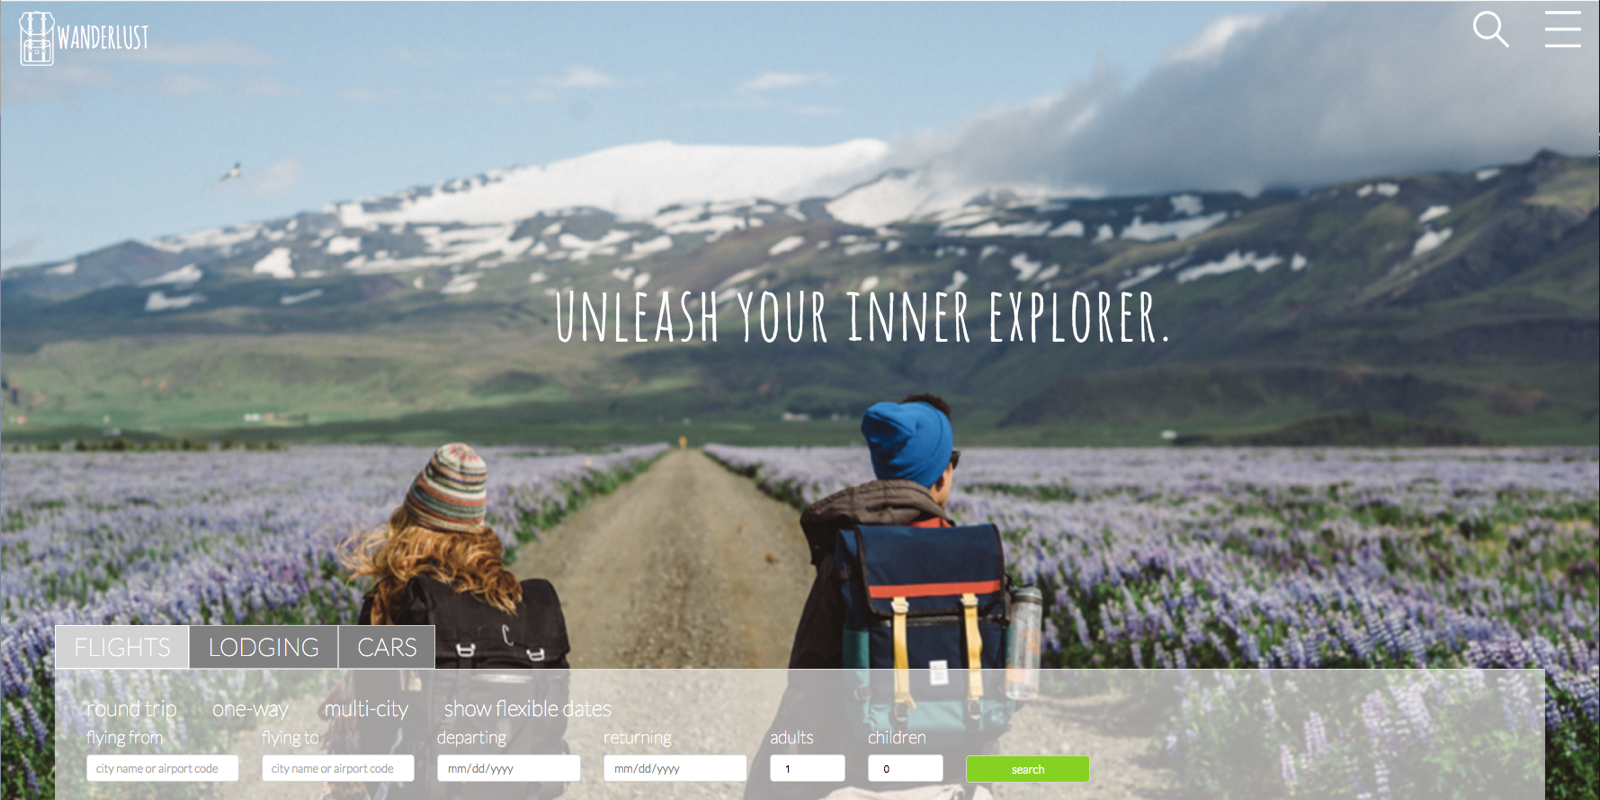 WANDERLUST
UNLEASH YOUR INNER EXPLORER.
FLIGHTS LODGING CARS
round trip one-way multi-city show flexible dates
flying from flying to departing returning adults children
city name or airport code city name or airport code mm/dd/yyyy mm/dd/yyyy 1 0 search